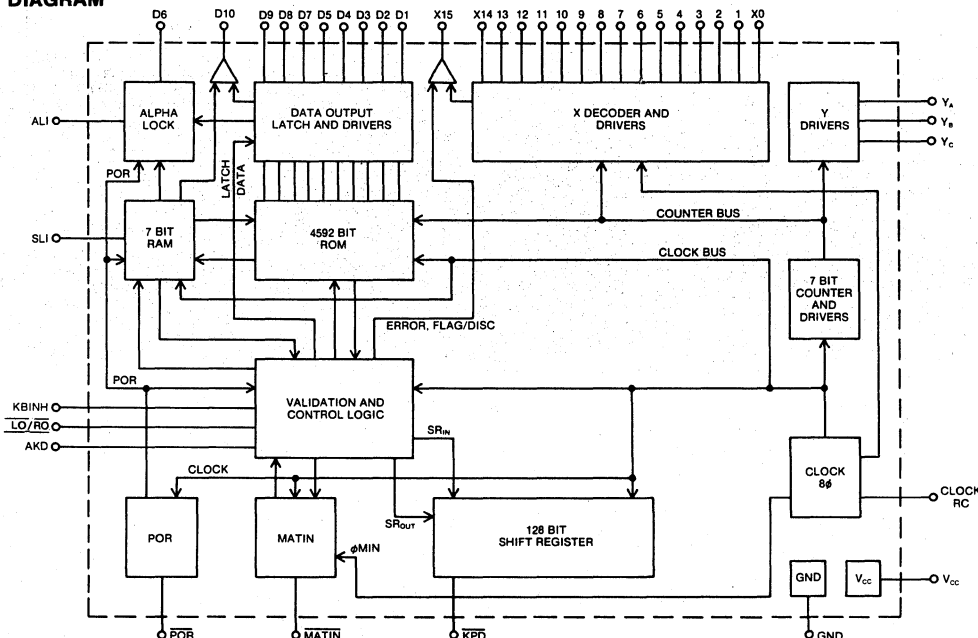 DIAGRAM
D6 D10 D9 D8 D7 D5 D4 D3 D2 D1 X15 X14 13 12 11 10 9 8 7 6 5 4 3 2 1 X0
ALI
ALPHA
LOCK
DATA OUTPUT
LATCH AND DRIVERS
X DECODER AND
DRIVERS
Y
DRIVERS
YA
YB
YC
POR
LATCH
DATA
SLI
7 BIT
RAM
4592 BIT
ROM
COUNTER BUS
CLOCK BUS
7 BIT
COUNTER
AND
DRIVERS
ERROR, FLAG/DISC
POR
VALIDATION AND
CONTROL LOGIC
KBINH
LO/RO
AKD
SRIN
CLOCK
CLOCK
8ϕ
CLOCK
RC
POR
MATIN
SROUT
ϕMIN
128 BIT
SHIFT REGISTER
GND
VCC
VCC
POR
MATIN
KPD
GND